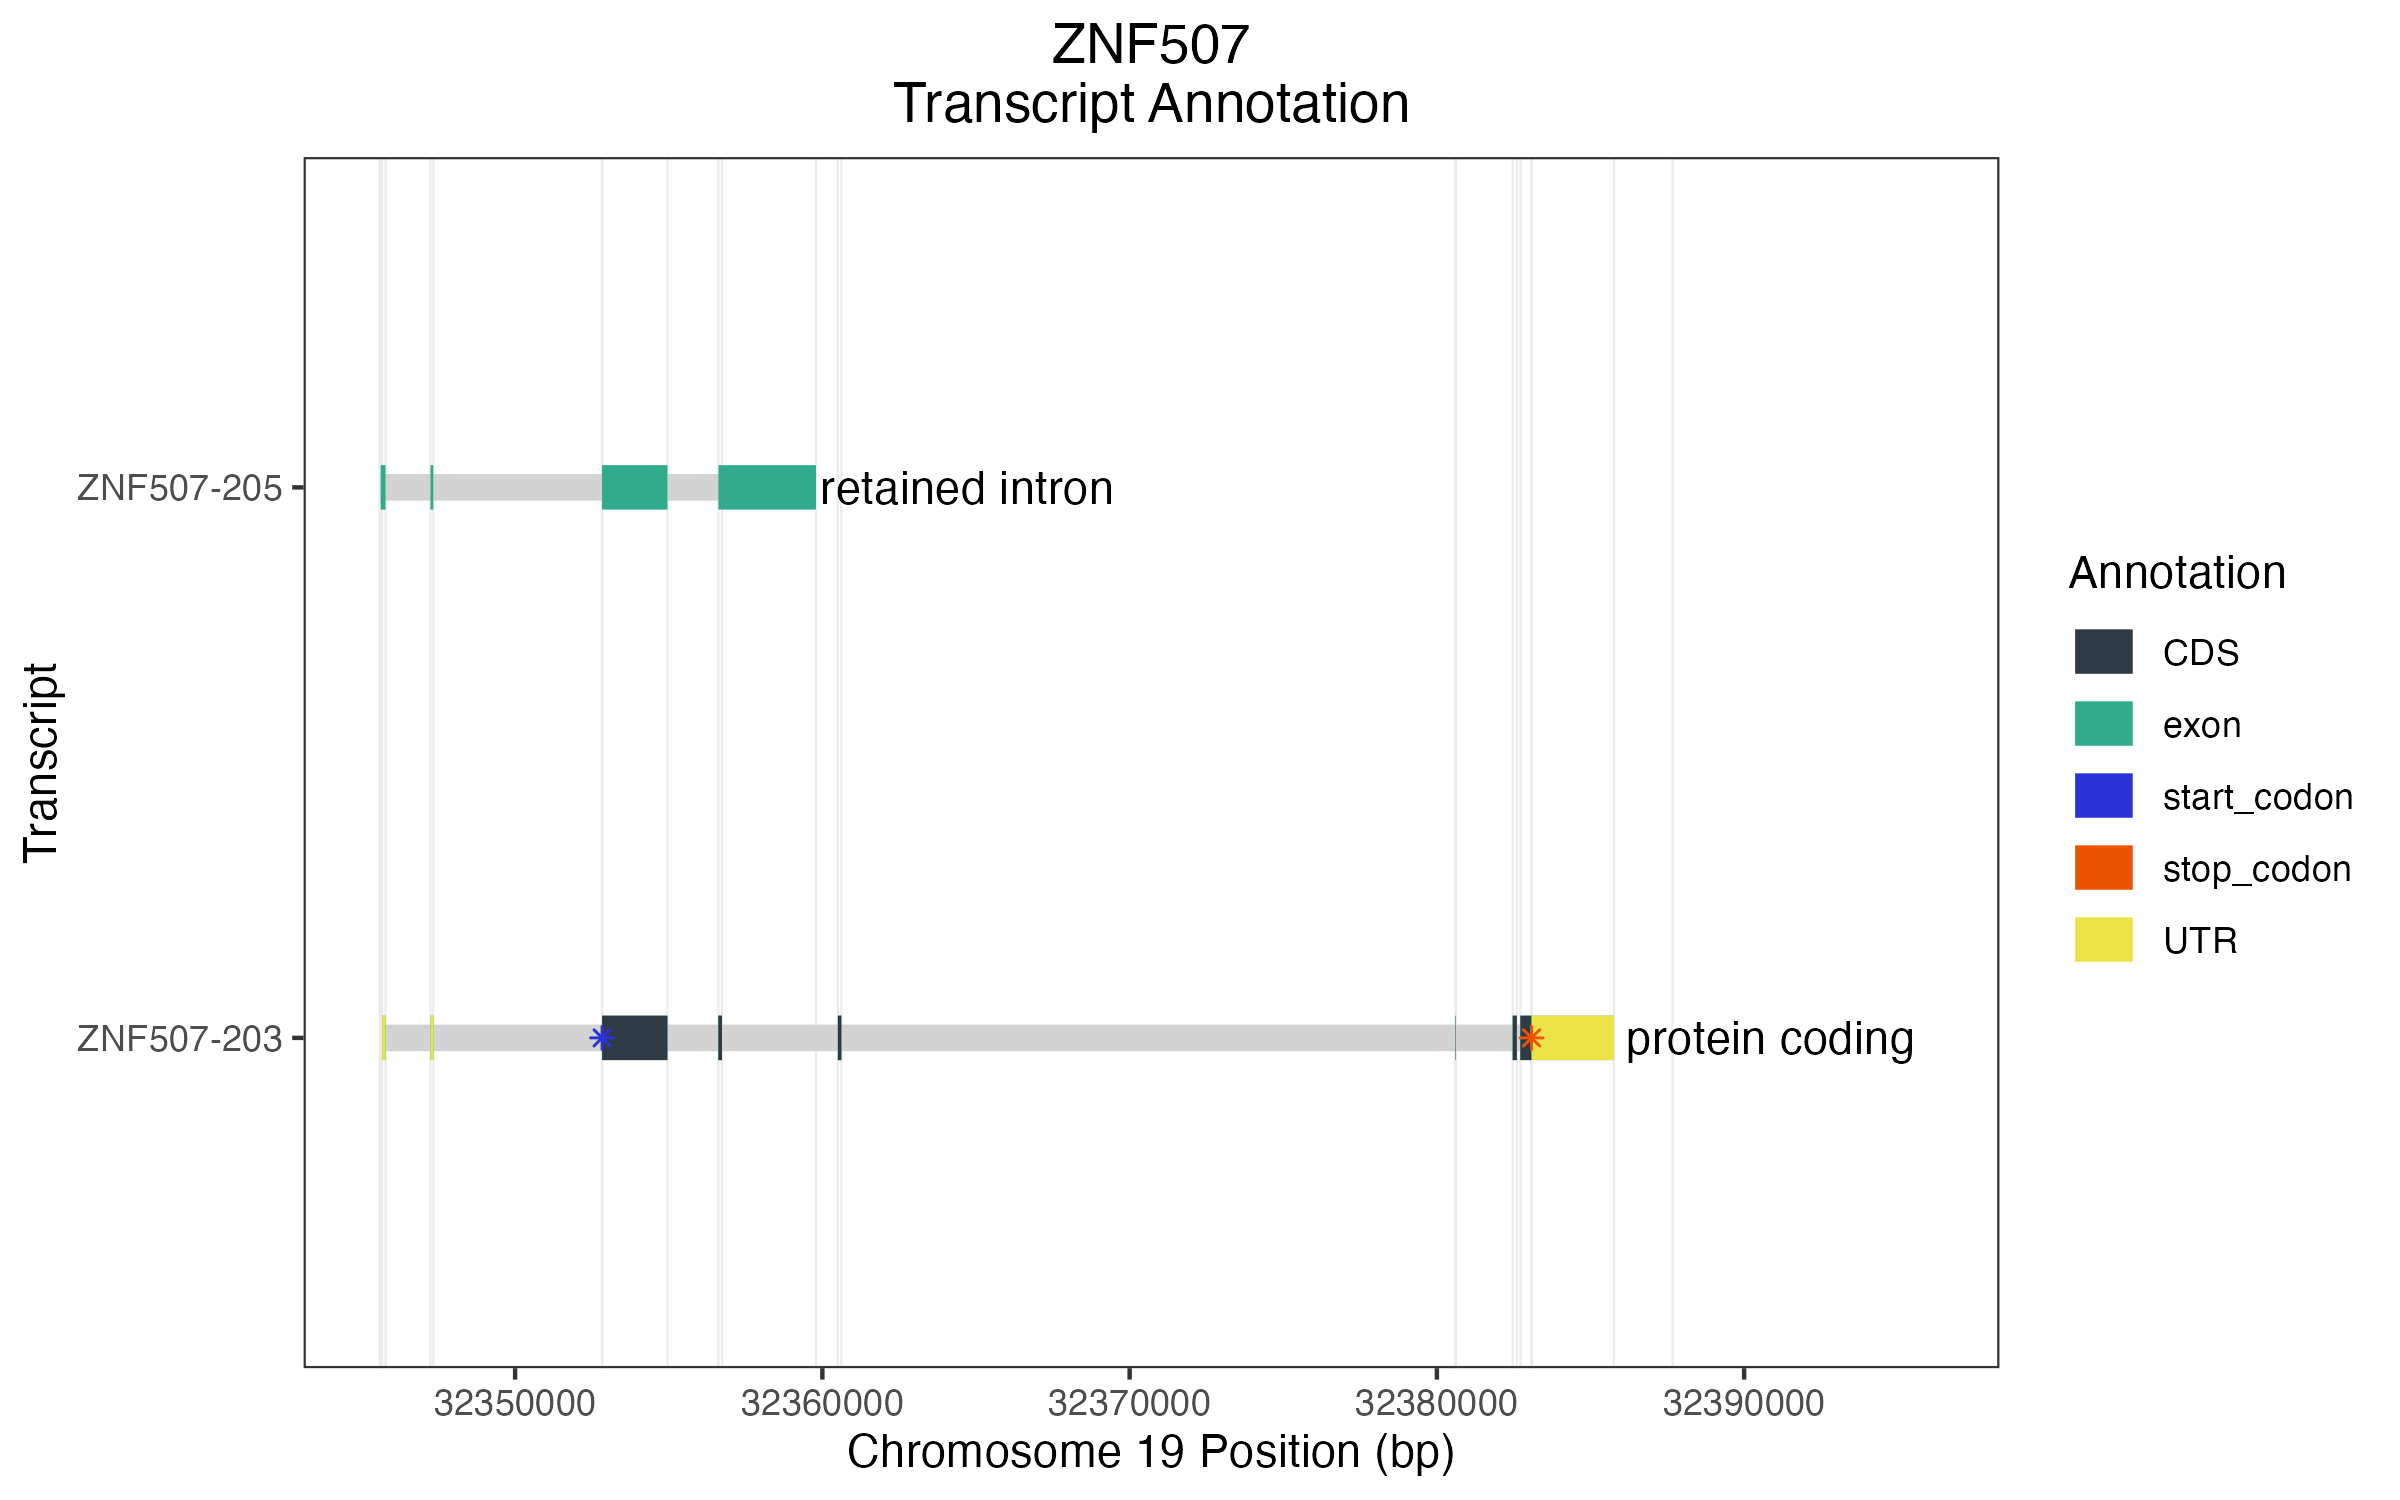 ZNF507
Transcript Annotation
Transcript
ZNF507-205
retained intron
ZNF507-203
protein coding
32350000 32360000 32370000 32380000 32390000
Chromosome 19 Position (bp)
Annotation
CDS
exon
start_codon
stop_codon
UTR